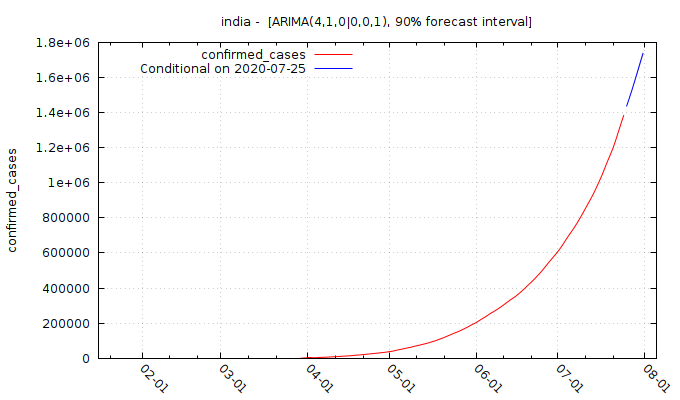 india -  [ARIMA(4,1,0|0,0,1), 90% forecast interval]
confirmed_cases
Conditional on 2020-07-25
confirmed_cases
1.8e+06
1.6e+06
1.4e+06
1.2e+06
1e+06
800000
600000
400000
200000
0
02-01
03-01
04-01
05-01
06-01
07-01
08-01